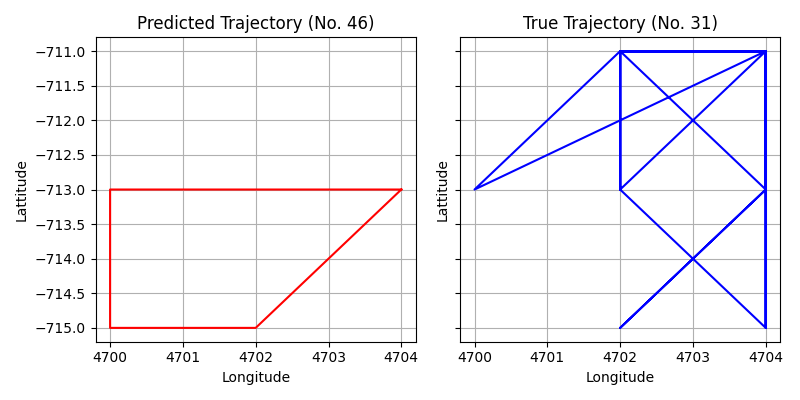 Predicted Trajectory (No. 46)
True Trajectory (No. 31)
−711.0
−711.5
−712.0
−712.5
−713.0
−713.5
−714.0
−714.5
−715.0
Lattitude
Lattitude
4700 4701 4702 4703 4704
4700 4701 4702 4703 4704
Longitude
Longitude